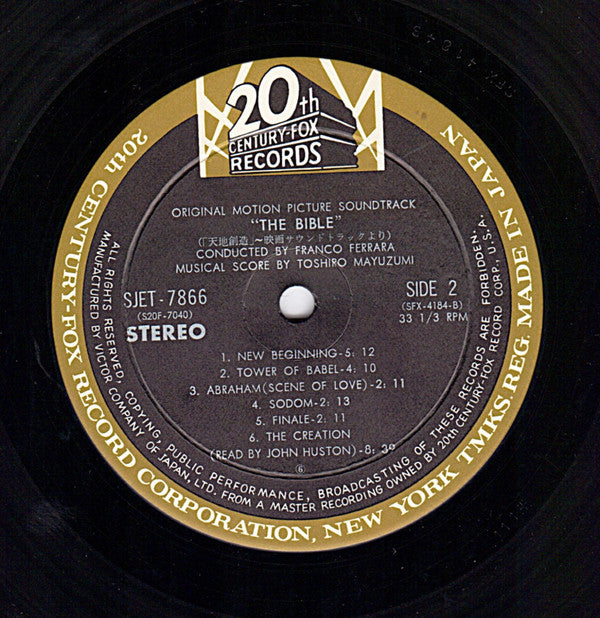 20th
CENTURY-FOX
RECORDS
ORIGINAL MOTION PICTURE SOUNDTRACK
"THE BIBLE"
(「天地創造」~映画サウンドトラックより)
CONDUCTED BY FRANCO FERRARA
MUSICAL SCORE BY TOSHIRO MAYUZUMI
SJET-7866
(S20F-7040)
STEREO
SIDE 2
(SFX-4184-B)
33 1/3 RPM
1. NEW BEGINNING-5: 12
2. TOWER OF BABEL-4: 10
3. ABRAHAM(SCENE OF LOVE)-2: 11
4. SODOM-2: 13
5. FINALE-2: 11
6. THE CREATION
(READ BY JOHN HUSTON)-8: 39
⑥
ALL RIGHTS RESERVED, COPYING, PUBLIC PERFORMANCE, BROADCASTING OF THESE RECORDS ARE FORBIDDEN.
MANUFACTURED BY VICTOR COMPANY OF JAPAN, LTD. FROM A MASTER RECORDING OWNED BY 20th CENTURY-FOX RECORD CORP., U.S.A.
20th CENTURY-FOX RECORD CORPORATION, NEW YORK TMKS. REG. MADE IN JAPAN